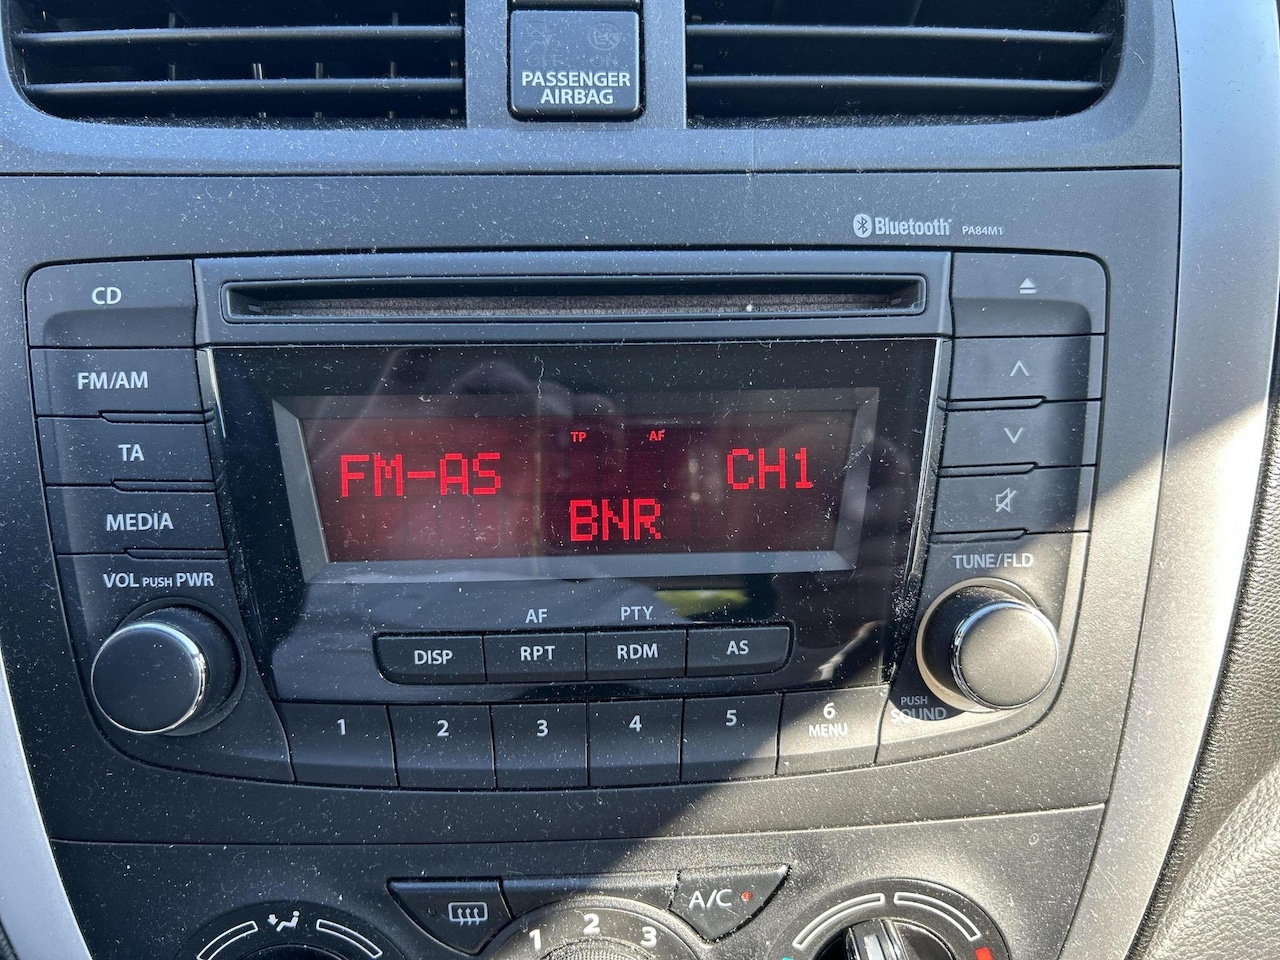 OFF ON
PASSENGER
AIRBAG
Bluetooth PA84M1
CD
FM/AM
TA
MEDIA
VOL PUSH PWR
TP AF
FM-AS CH1
BNR
TUNE/FLD
AF PTY
DISP RPT RDM AS
PUSH
SOUND
1 2 3 4 5 6
MENU
A/C
1 2 3